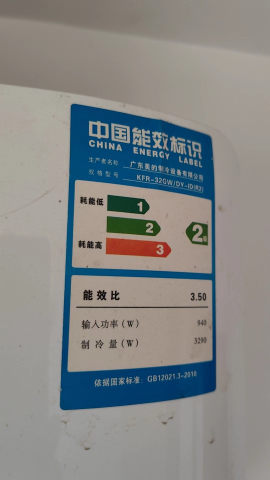 中国能效标识
CHINA ENERGY LABEL
生产者名称 广东美的制冷设备有限公司
规格型号 KFR-32GW/DY-ID(R2)
耗能低 1
2 2级
耗能高 3
能效比 3.50
输入功率(W) 940
制冷量(W) 3290
依据国家标准: GB12021.3-2010